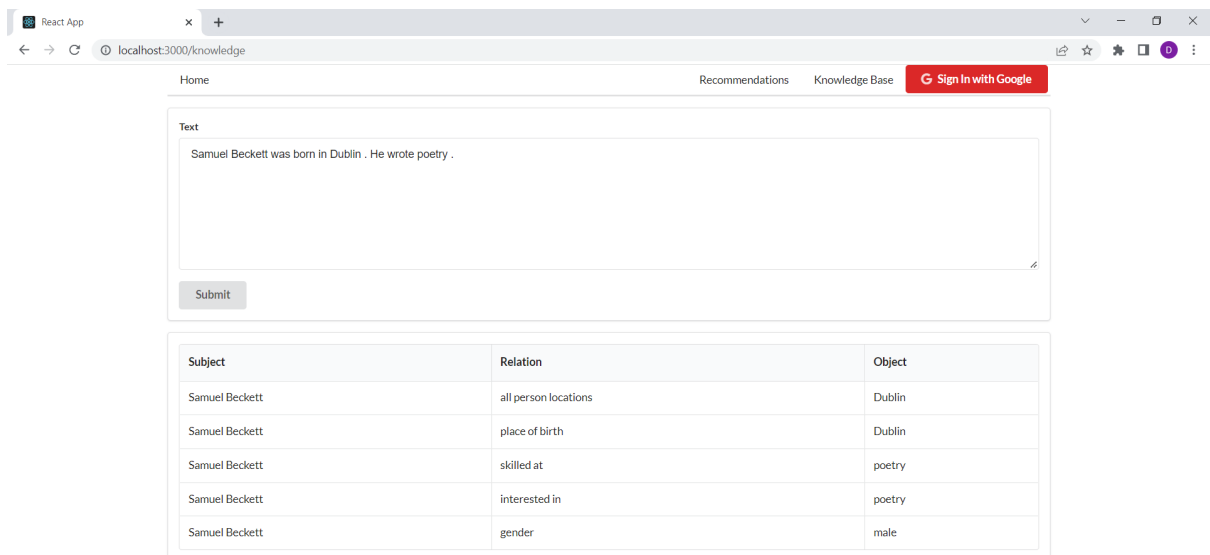 React App
localhost:3000/knowledge
D
Home Recommendations Knowledge Base G Sign In with Google
Text
Samuel Beckett was born in Dublin . He wrote poetry .
Submit
Subject Relation Object
Samuel Beckett all person locations Dublin
Samuel Beckett place of birth Dublin
Samuel Beckett skilled at poetry
Samuel Beckett interested in poetry
Samuel Beckett gender male